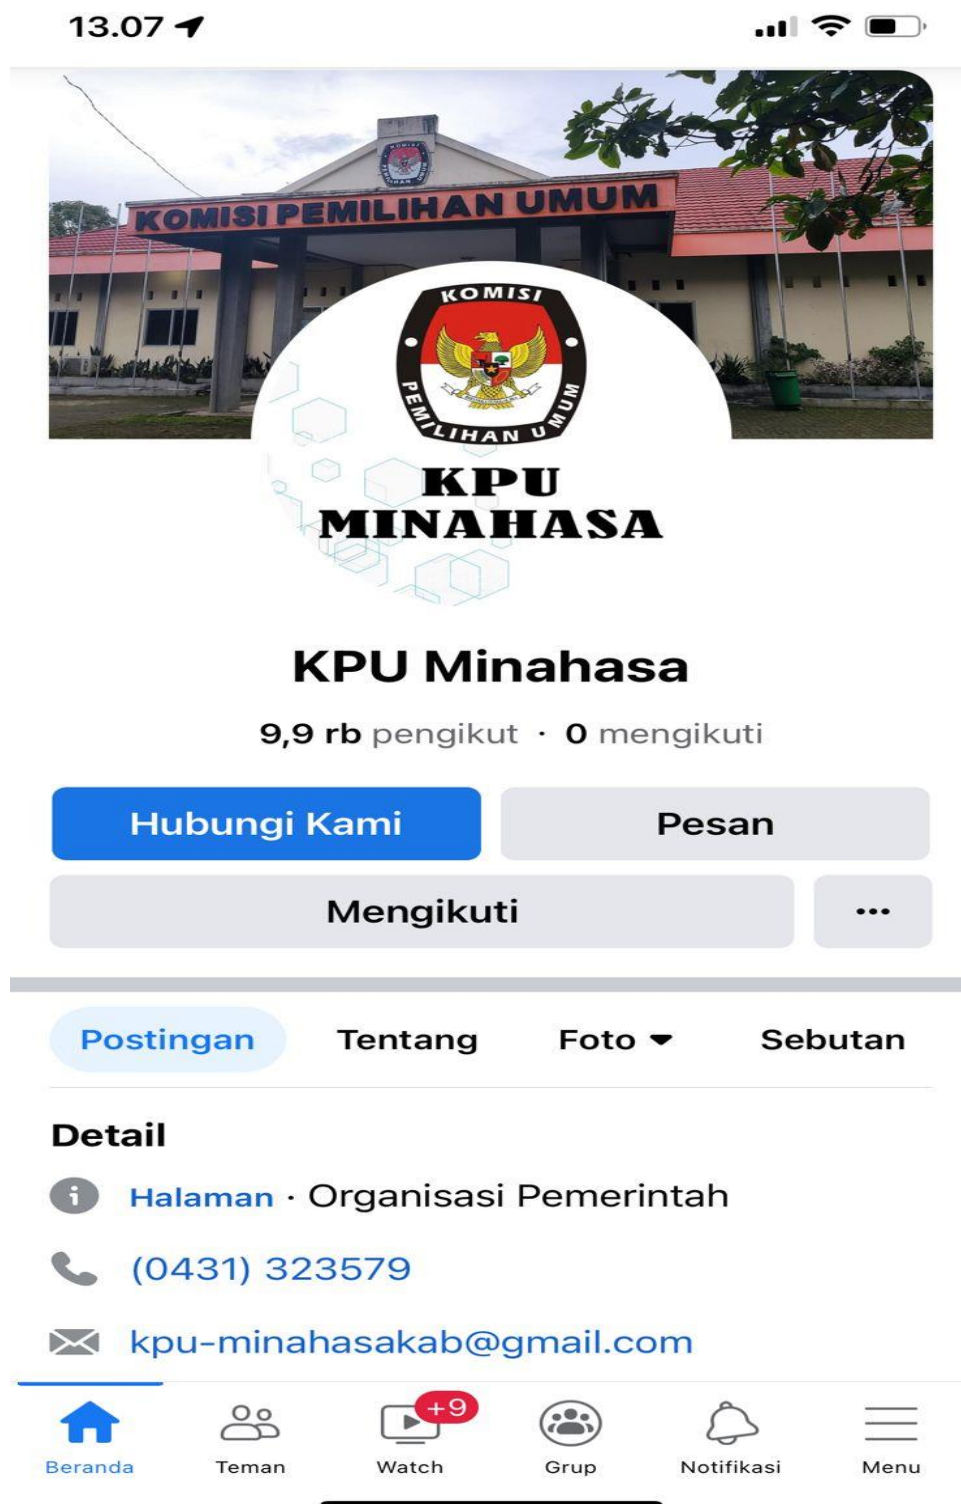 13.07
KOMISI PEMILIHAN UMUM
KOMISI
PEMILIHAN UMUM
KPU
MINAHASA
KPU Minahasa
9,9 rb pengikut · 0 mengikuti
Hubungi Kami
Pesan
Mengikuti
Postingan Tentang Foto Sebutan
Detail
Halaman · Organisasi Pemerintah
(0431) 323579
kpu-minahasakab@gmail.com
+9
Beranda Teman Watch Grup Notifikasi Menu